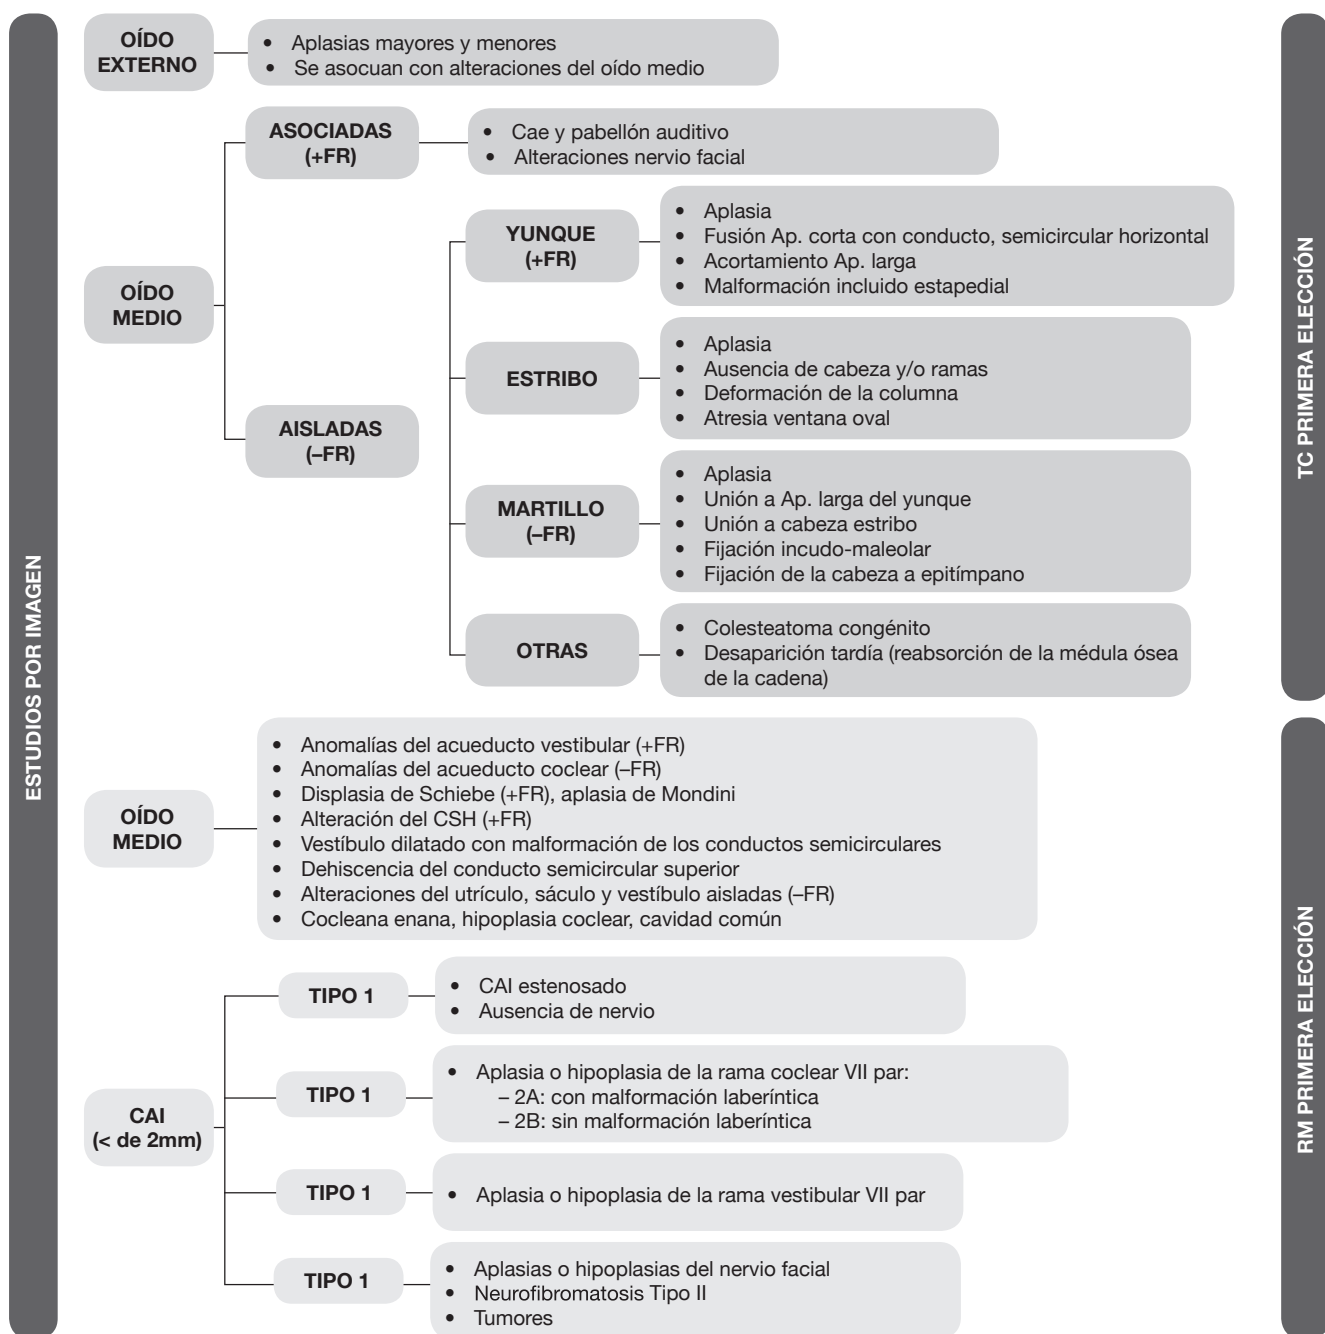 ESTUDIOS POR IMAGEN
OÍDO
EXTERNO
• Aplasias mayores y menores
• Se asocuan con alteraciones del oído medio
OÍDO
MEDIO
ASOCIADAS
(+FR)
• Cae y pabellón auditivo
• Alteraciones nervio facial
AISLADAS
(–FR)
YUNQUE
(+FR)
• Aplasia
• Fusión Ap. corta con conducto, semicircular horizontal
• Acortamiento Ap. larga
• Malformación incluido estapedial
ESTRIBO
• Aplasia
• Ausencia de cabeza y/o ramas
• Deformación de la columna
• Atresia ventana oval
MARTILLO
(–FR)
• Aplasia
• Unión a Ap. larga del yunque
• Unión a cabeza estribo
• Fijación incudo-maleolar
• Fijación de la cabeza a epitímpano
OTRAS
• Colesteatoma congénito
• Desaparición tardía (reabsorción de la médula ósea
de la cadena)
TC PRIMERA ELECCIÓN
OÍDO
MEDIO
• Anomalías del acueducto vestibular (+FR)
• Anomalías del acueducto coclear (–FR)
• Displasia de Schiebe (+FR), aplasia de Mondini
• Alteración del CSH (+FR)
• Vestíbulo dilatado con malformación de los conductos semicirculares
• Dehiscencia del conducto semicircular superior
• Alteraciones del utrículo, sáculo y vestíbulo aisladas (–FR)
• Cocleana enana, hipoplasia coclear, cavidad común
CAI
(< de 2mm)
TIPO 1
• CAI estenosado
• Ausencia de nervio
TIPO 1
• Aplasia o hipoplasia de la rama coclear VII par:
– 2A: con malformación laberíntica
– 2B: sin malformación laberíntica
TIPO 1
• Aplasia o hipoplasia de la rama vestibular VII par
TIPO 1
• Aplasias o hipoplasias del nervio facial
• Neurofibromatosis Tipo II
• Tumores
RM PRIMERA ELECCIÓN